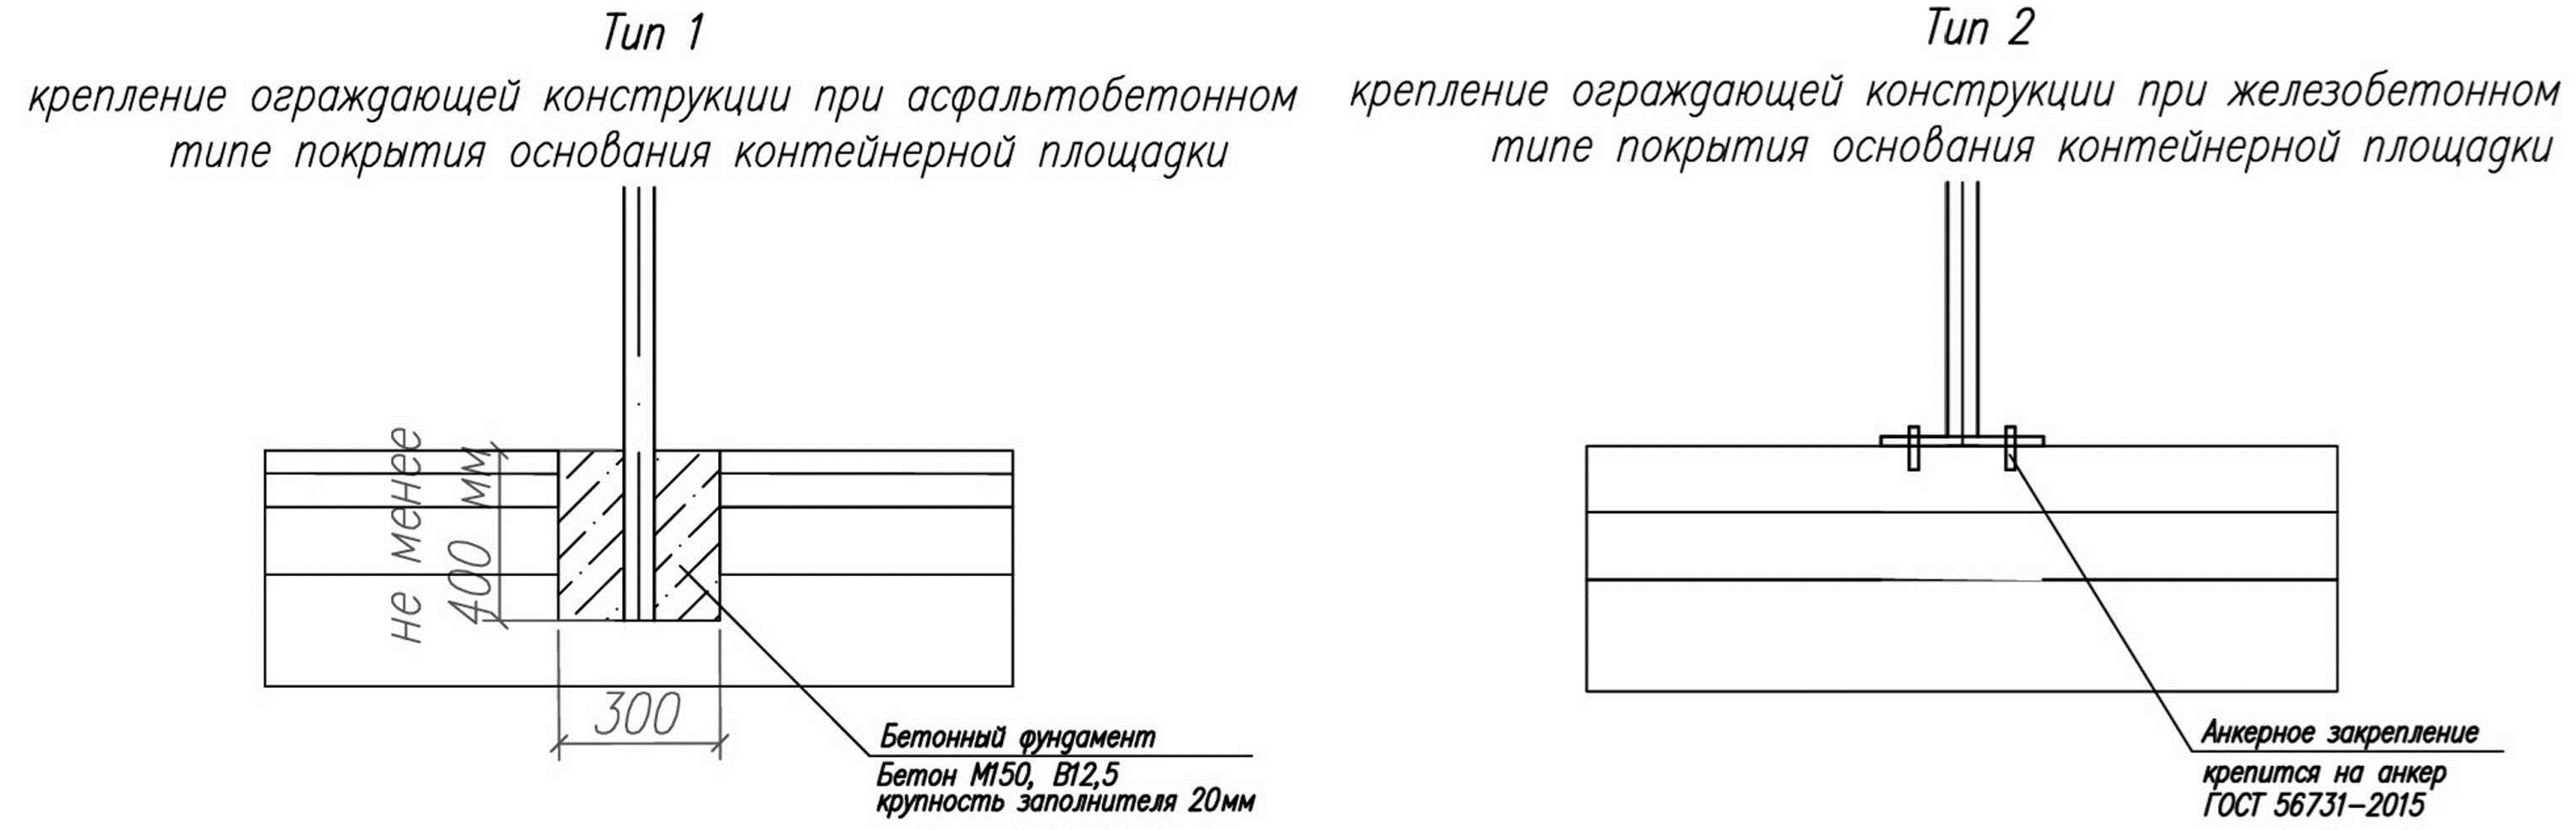 Тип 1
крепление ограждающей конструкции при асфальтобетонном
типе покрытия основания контейнерной площадки
не менее
400 мм
300
Бетонный фундамент
Бетон М150, В12,5
крупность заполнителя 20мм
Тип 2
крепление ограждающей конструкции при железобетонном
типе покрытия основания контейнерной площадки
Анкерное закрепление
крепится на анкер
ГОСТ 56731-2015